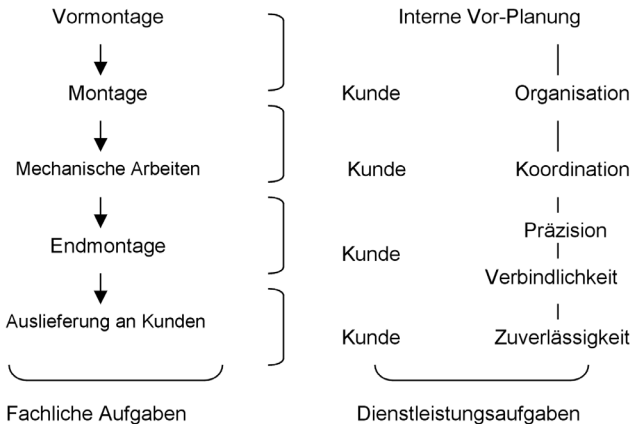 Vormontage
Interne Vor-Planung
Montage
Kunde
Organisation
Mechanische Arbeiten
Kunde
Koordination
Präzision
Endmontage
Kunde
Verbindlichkeit
Auslieferung an Kunden
Kunde
Zuverlässigkeit
Fachliche Aufgaben
Dienstleistungsaufgaben